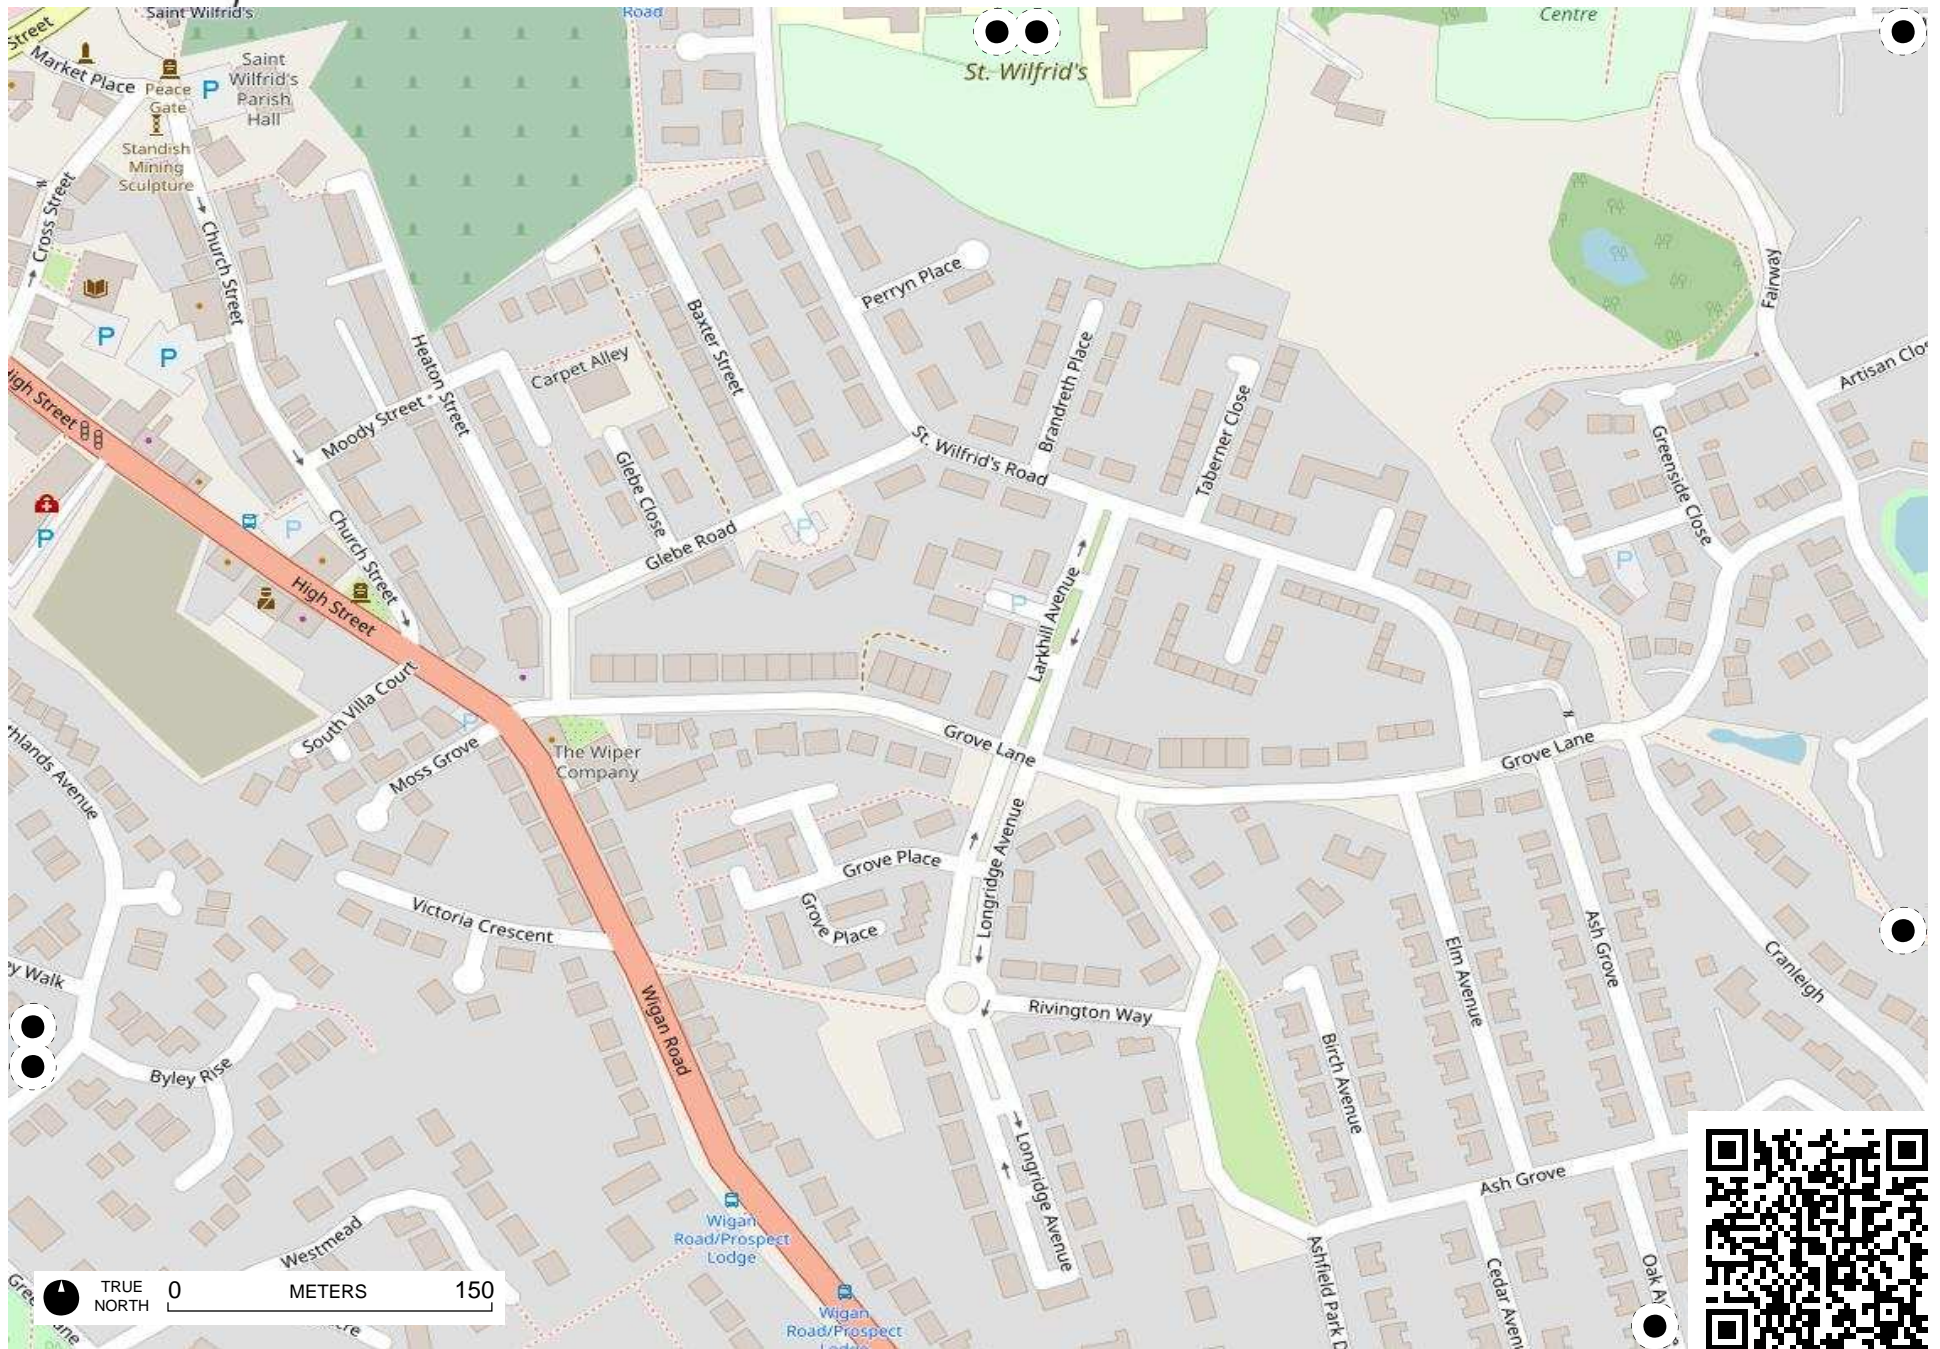 Saint Wilfrid's
Road
Centre
Street
Market Place
Peace
Gate
Saint
Wilfrid's
Parish
Hall
St. Wilfrid's
Standish
Mining
Sculpture
Cross Street
Church Street
Fairway
Perryn Place
Baxter Street
Heaton Street
Carpet Alley
Brandreth Place
Taberner Close
Artisan
High Street
Moody Street
St. Wilfrid's Road
Glebe Close
Greenside Close
Glebe Road
Church Street
High Street
Larkhill Avenue
South Villa Court
Moss Grove
The Wiper
Company
Grove Lane
Grove Lane
Longridge Avenue
Grove Place
Grove Place
Victoria Crescent
Elm Avenue
Ash Grove
Cranleigh
Walk
Wigan Road
Rivington Way
Birch Avenue
Byley Rise
Longridge Avenue
Ash Grove
Westmead
Wigan
Road/Prospect
Lodge
Ashfield Park
Cedar
Oak
Wigan
Road/Prospect
Lodge
TRUE
NORTH
0 METERS 150